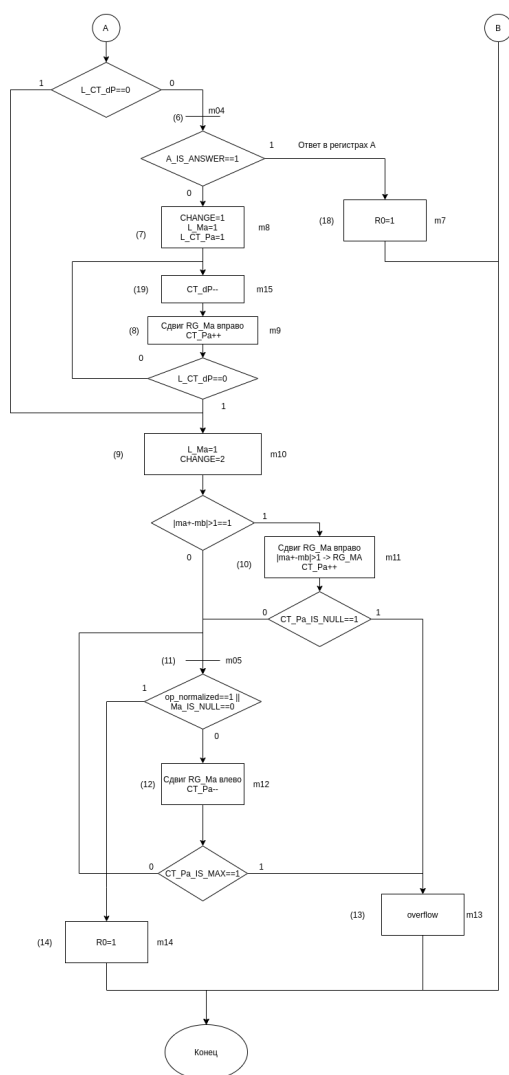 A
B
L_CT_dP==0
1
0
(6)
m04
A_IS_ANSWER==1
1
Ответ в регистрах A
0
(7)
CHANGE=1
L_Ma=1
L_CT_Pa=1
m8
(18)
R0=1
m7
(19)
CT_dP--
m15
(8)
Сдвиг RG_Ma вправо
CT_Pa++
m9
0
L_CT_dP==0
1
(9)
L_Ma=1
CHANGE=2
m10
|ma+-mb|>1==1
1
0
(10)
Сдвиг RG_Ma вправо
|ma+-mb|>1 -> RG_MA
CT_Pa++
m11
0
CT_Pa_IS_NULL==1
1
(11)
m05
1
op_normalized==1 ||
Ma_IS_NULL==0
0
(12)
Сдвиг RG_Ma влево
CT_Pa--
m12
0
CT_Pa_IS_MAX==1
1
(13)
overflow
m13
(14)
R0=1
m14
Конец